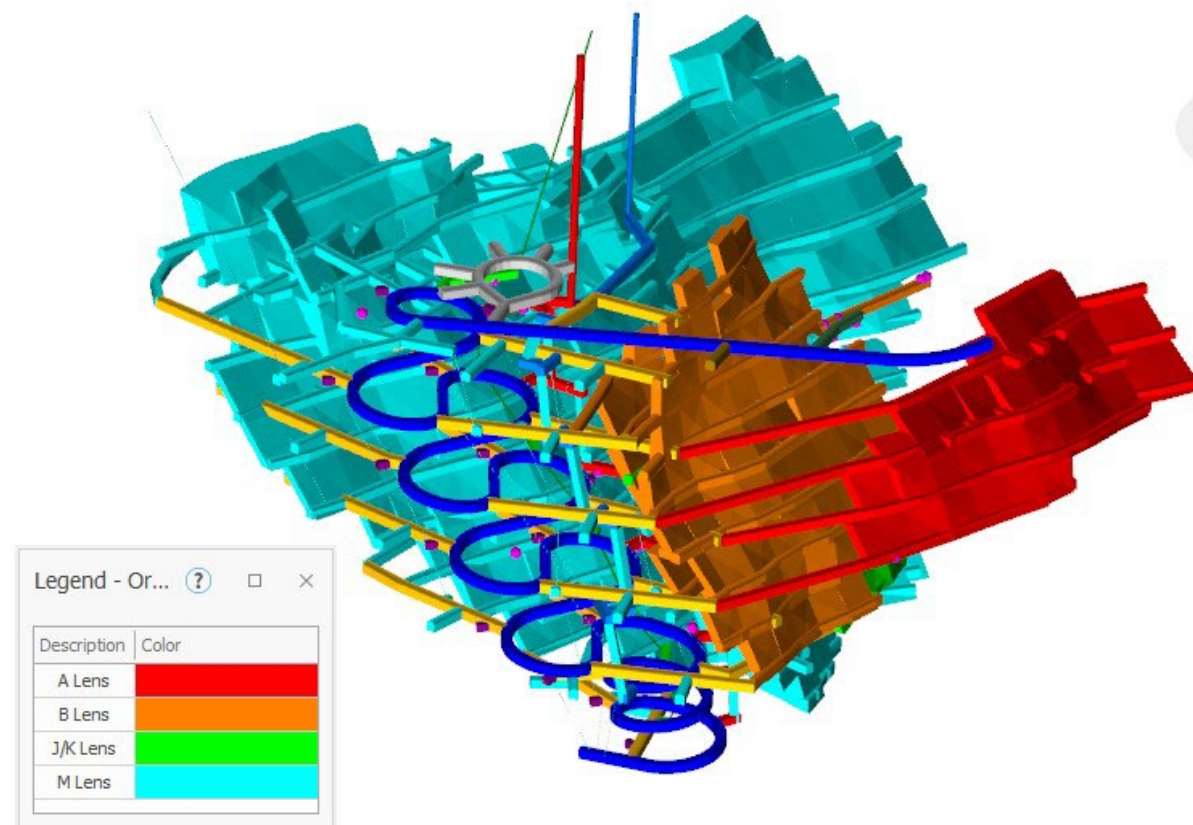 Legend - Or... ?
Description Color
A Lens
B Lens
J/K Lens
M Lens